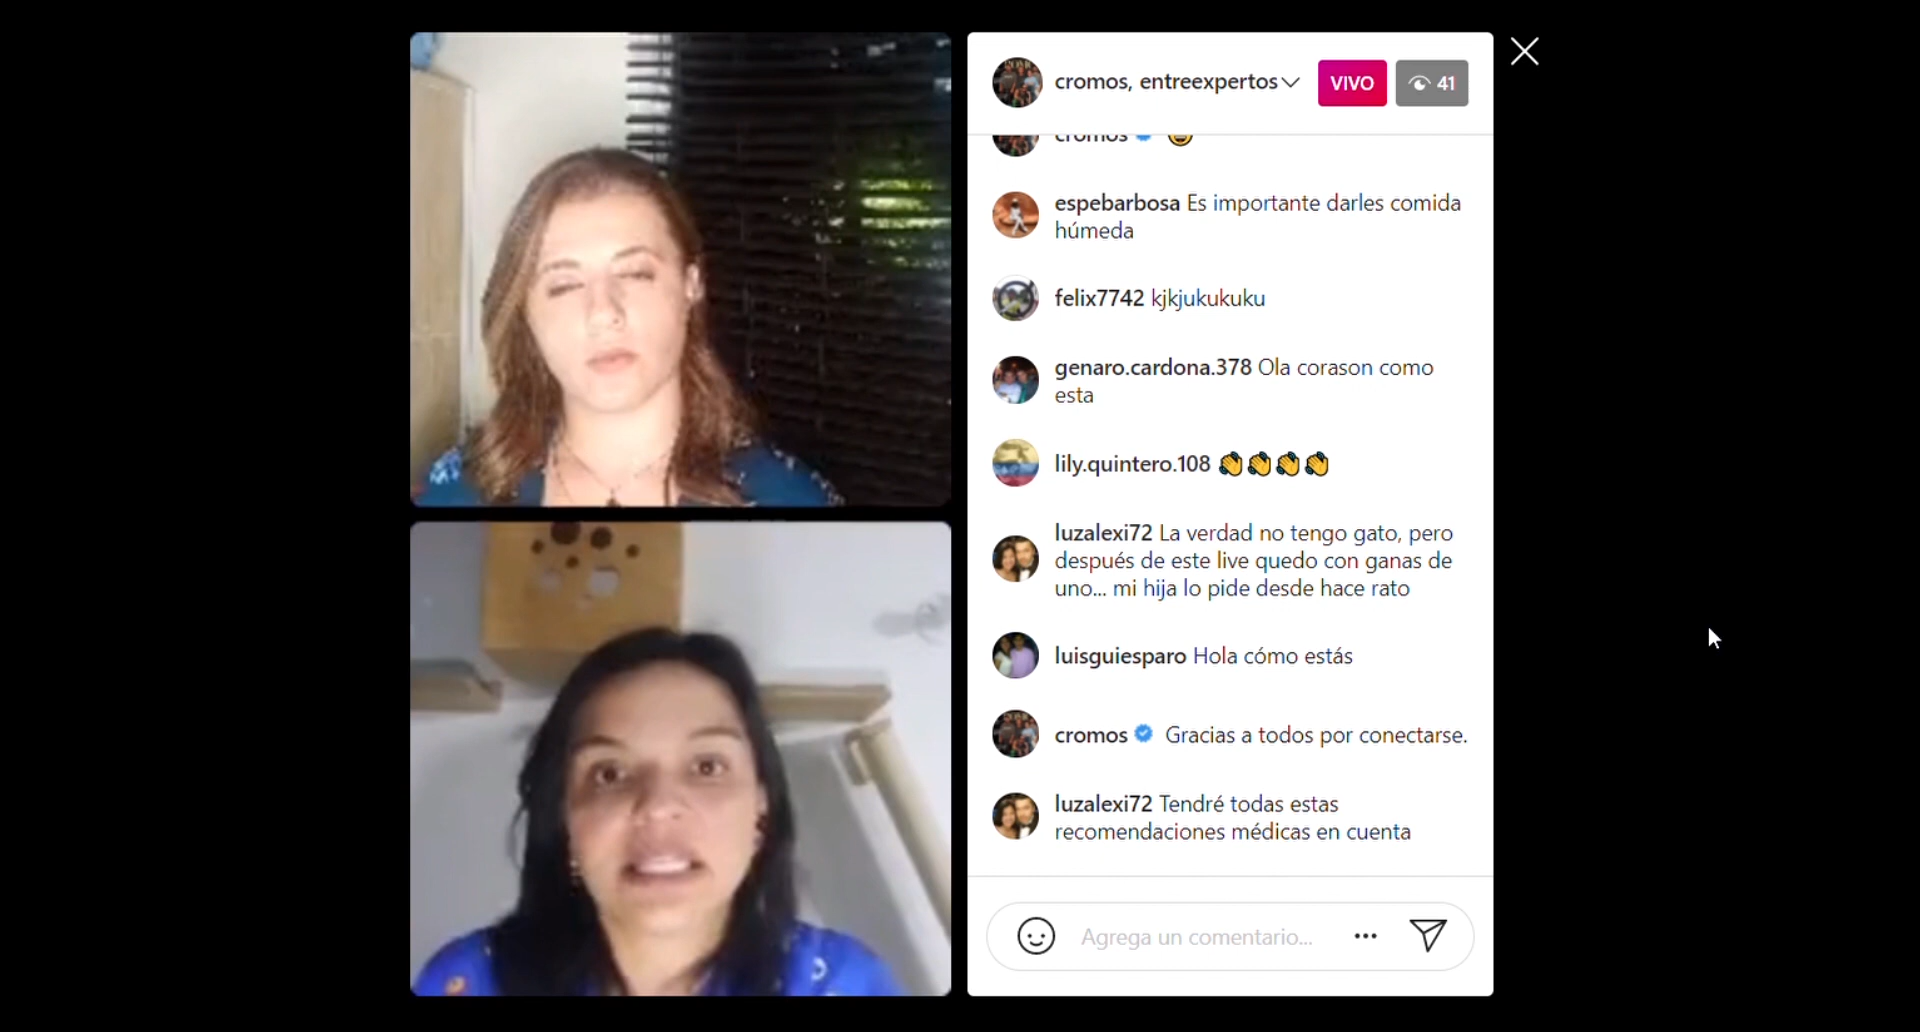 cromos, entreexpertos
VIVO
41
cromos
espebarbosa Es importante darles comida
húmeda
felix7742 kjkjukukuku
genaro.cardona.378 Ola corason como
esta
lily.quintero.108 👏👏👏👏
luzalexi72 La verdad no tengo gato, pero
después de este live quedo con ganas de
uno... mi hija lo pide desde hace rato
luisguiesparo Hola cómo estás
cromos Gracias a todos por conectarse.
luzalexi72 Tendré todas estas
recomendaciones médicas en cuenta
Agrega un comentario...